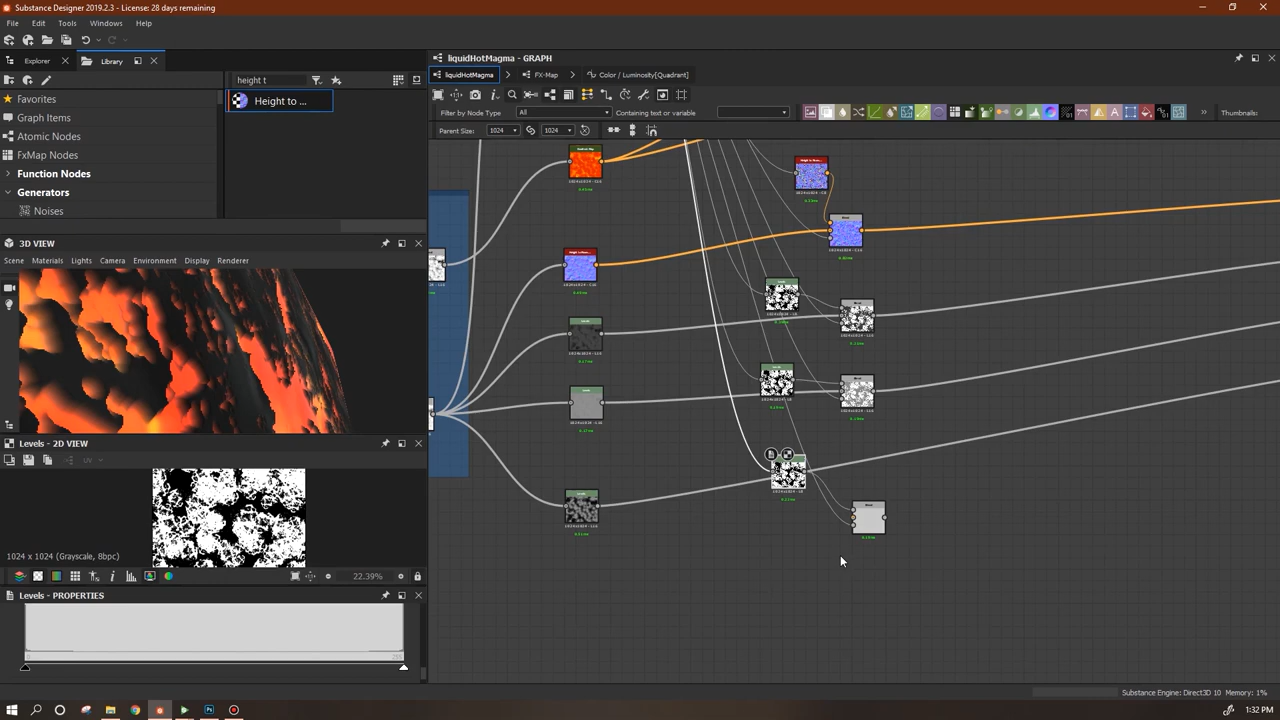 Substance Designer 2019.2.3 - License: 28 days remaining
File Edit Tools Windows Help
Explorer Library
height t
Height to ...
Favorites
Graph Items
Atomic Nodes
FxMap Nodes
Function Nodes
Generators
Noises
3D VIEW
Scene Materials Lights Camera Environment Display Renderer
Levels - 2D VIEW
UV
1024 x 1024 (Grayscale, 8bpc)
22.39%
Levels - PROPERTIES
liquidHotMagma - GRAPH
liquidHotMagma FX-Map Color / Luminosity[Quadrant]
Filter by Node Type All Containing text or variable Thumbnails:
Parent Size: 1024 1024
Substance Engine: Direct3D 10 Memory: 1%
1:32 PM